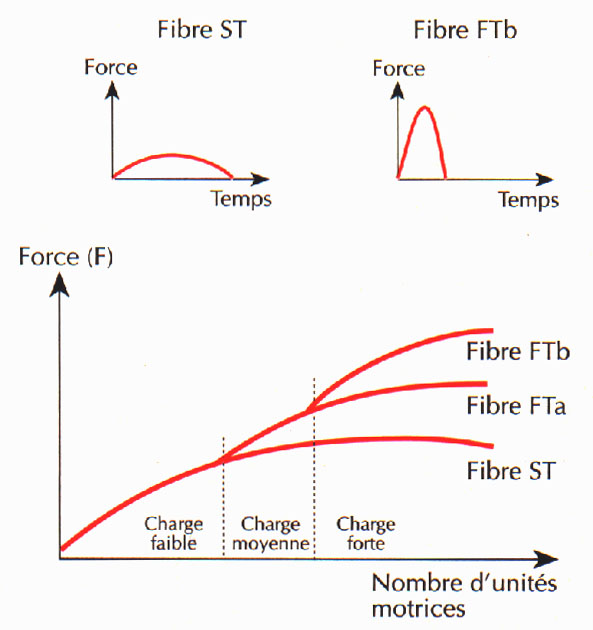 Fibre ST
Fibre FTb
Force
Force
Temps
Temps
Force (F)
Fibre FTb
Fibre FTa
Fibre ST
Charge
faible
Charge
moyenne
Charge
forte
Nombre d'unités
motrices